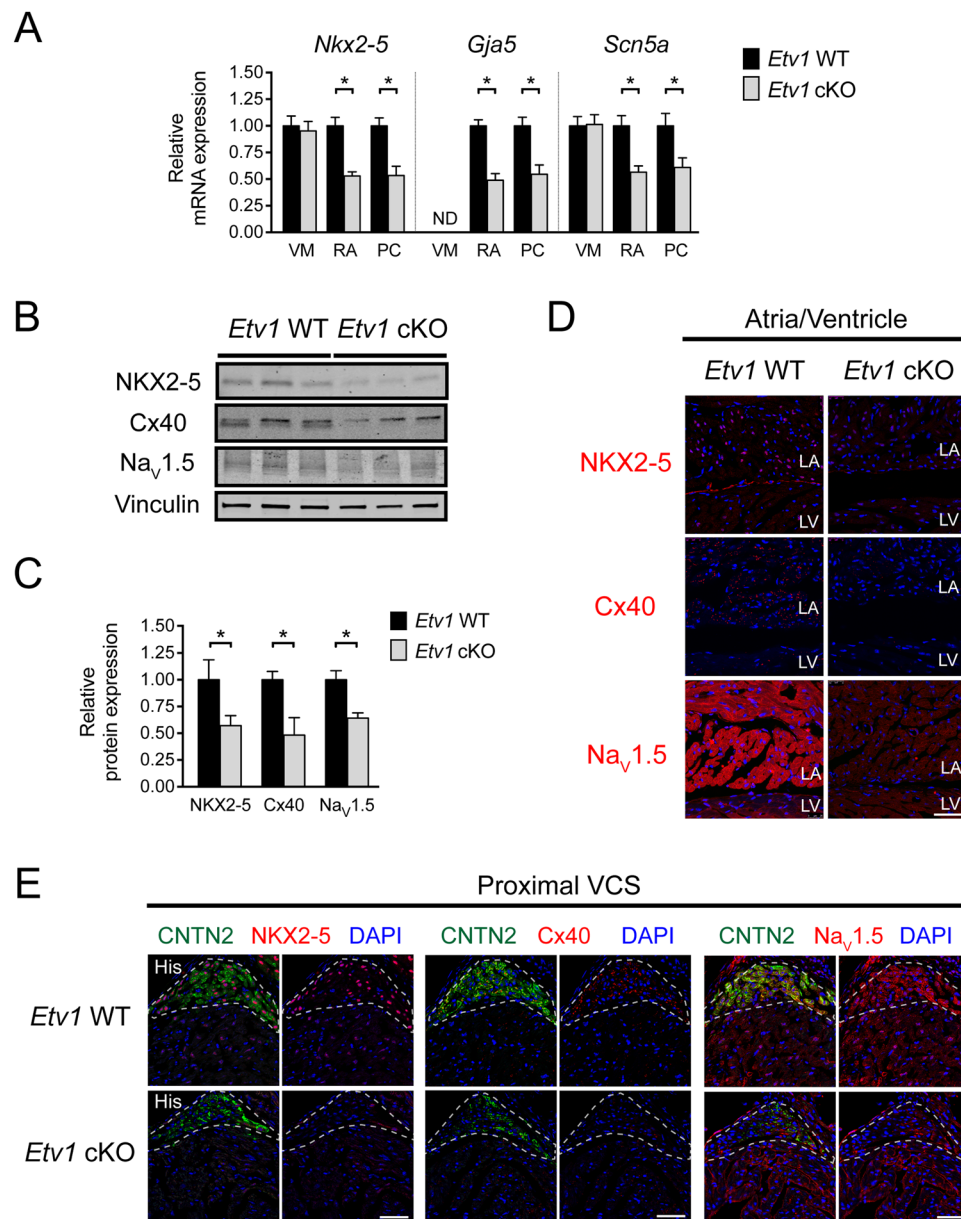 A
Nkx2-5 Gja5 Scn5a
Etv1 WT
Etv1 cKO
Relative
mRNA expression
1.50
1.25
1.00
0.75
0.50
0.25
0.00
* * * * * *
ND
VM RA PC VM RA PC VM RA PC
B
Etv1 WT Etv1 cKO
NKX2-5
Cx40
NaV1.5
Vinculin
C
Etv1 WT
Etv1 cKO
Relative
protein expression
1.50
1.25
1.00
0.75
0.50
0.25
0.00
* * *
NKX2-5 Cx40 NaV1.5
D
Atria/Ventricle
Etv1 WT Etv1 cKO
NKX2-5
LA LA
LV LV
Cx40
LA LA
LV LV
NaV1.5
LA LA
LV LV
E
Proximal VCS
CNTN2 NKX2-5 DAPI CNTN2 Cx40 DAPI CNTN2 NaV1.5 DAPI
His
Etv1 WT
His
Etv1 cKO